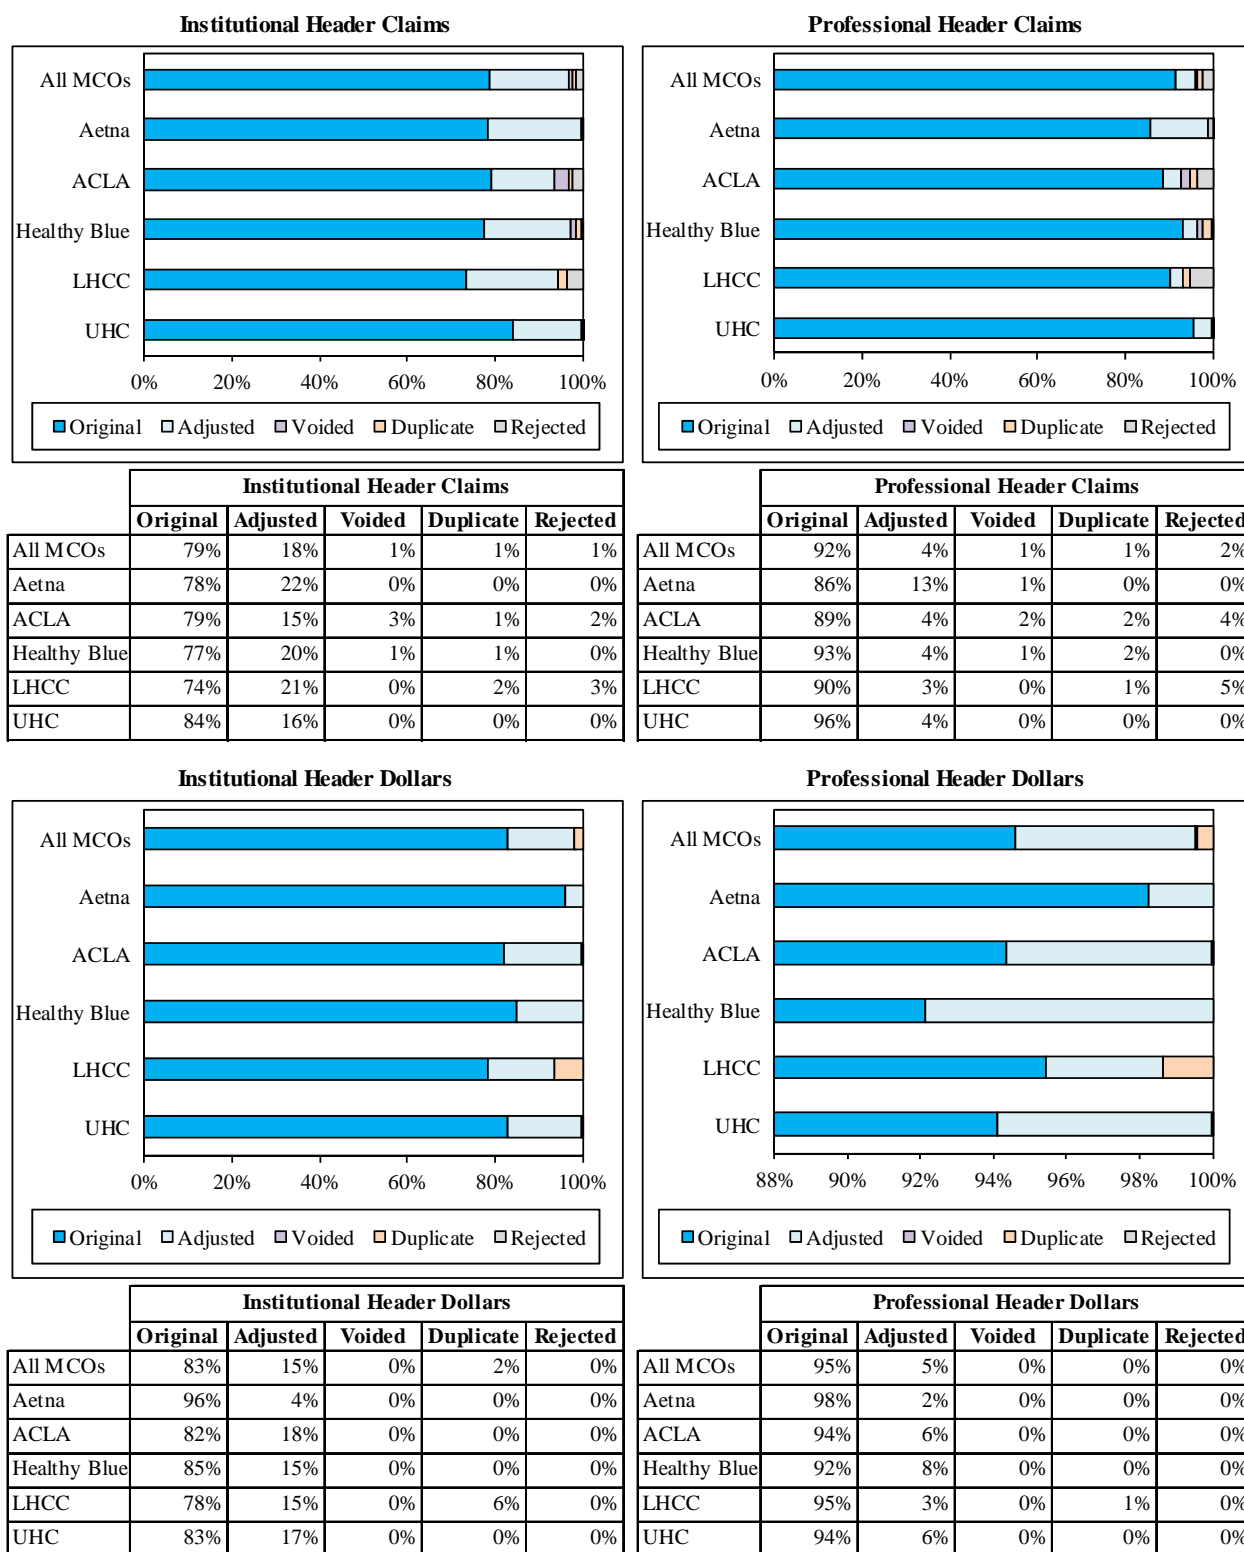 Institutional Header Claims
All MCOs
Aetna
ACLA
Healthy Blue
LHCC
UHC
0% 20% 40% 60% 80% 100%
Original Adjusted Voided Duplicate Rejected
Institutional Header Claims
Original Adjusted Voided Duplicate Rejected
All MCOs 79% 18% 1% 1% 1%
Aetna 78% 22% 0% 0% 0%
ACLA 79% 15% 3% 1% 2%
Healthy Blue 77% 20% 1% 1% 0%
LHCC 74% 21% 0% 2% 3%
UHC 84% 16% 0% 0% 0%
Professional Header Claims
All MCOs
Aetna
ACLA
Healthy Blue
LHCC
UHC
0% 20% 40% 60% 80% 100%
Original Adjusted Voided Duplicate Rejected
Professional Header Claims
Original Adjusted Voided Duplicate Rejected
All MCOs 92% 4% 1% 1% 2%
Aetna 86% 13% 1% 0% 0%
ACLA 89% 4% 2% 2% 4%
Healthy Blue 93% 4% 1% 2% 0%
LHCC 90% 3% 0% 1% 5%
UHC 96% 4% 0% 0% 0%
Institutional Header Dollars
All MCOs
Aetna
ACLA
Healthy Blue
LHCC
UHC
0% 20% 40% 60% 80% 100%
Original Adjusted Voided Duplicate Rejected
Institutional Header Dollars
Original Adjusted Voided Duplicate Rejected
All MCOs 83% 15% 0% 2% 0%
Aetna 96% 4% 0% 0% 0%
ACLA 82% 18% 0% 0% 0%
Healthy Blue 85% 15% 0% 0% 0%
LHCC 78% 15% 0% 6% 0%
UHC 83% 17% 0% 0% 0%
Professional Header Dollars
All MCOs
Aetna
ACLA
Healthy Blue
LHCC
UHC
88% 90% 92% 94% 96% 98% 100%
Original Adjusted Voided Duplicate Rejected
Professional Header Dollars
Original Adjusted Voided Duplicate Rejected
All MCOs 95% 5% 0% 0% 0%
Aetna 98% 2% 0% 0% 0%
ACLA 94% 6% 0% 0% 0%
Healthy Blue 92% 8% 0% 0% 0%
LHCC 95% 3% 0% 1% 0%
UHC 94% 6% 0% 0% 0%